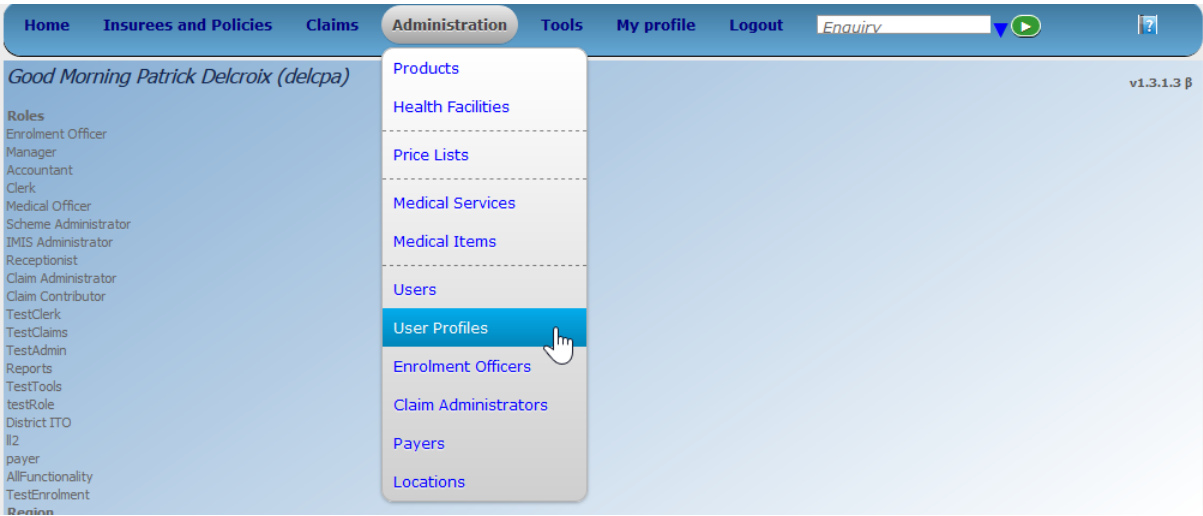 Home Insurees and Policies Claims Administration Tools My profile Logout Enquiry ?
Good Morning Patrick Delcroix (delcpa)
v1.3.1.3 β
Roles
Enrolment Officer
Manager
Accountant
Clerk
Medical Officer
Scheme Administrator
IMIS Administrator
Receptionist
Claim Administrator
Claim Contributor
TestClerk
TestClaims
TestAdmin
Reports
TestTools
testRole
District ITO
ll2
payer
AllFunctionality
TestEnrolment
Region
Products
Health Facilities
Price Lists
Medical Services
Medical Items
Users
User Profiles
Enrolment Officers
Claim Administrators
Payers
Locations